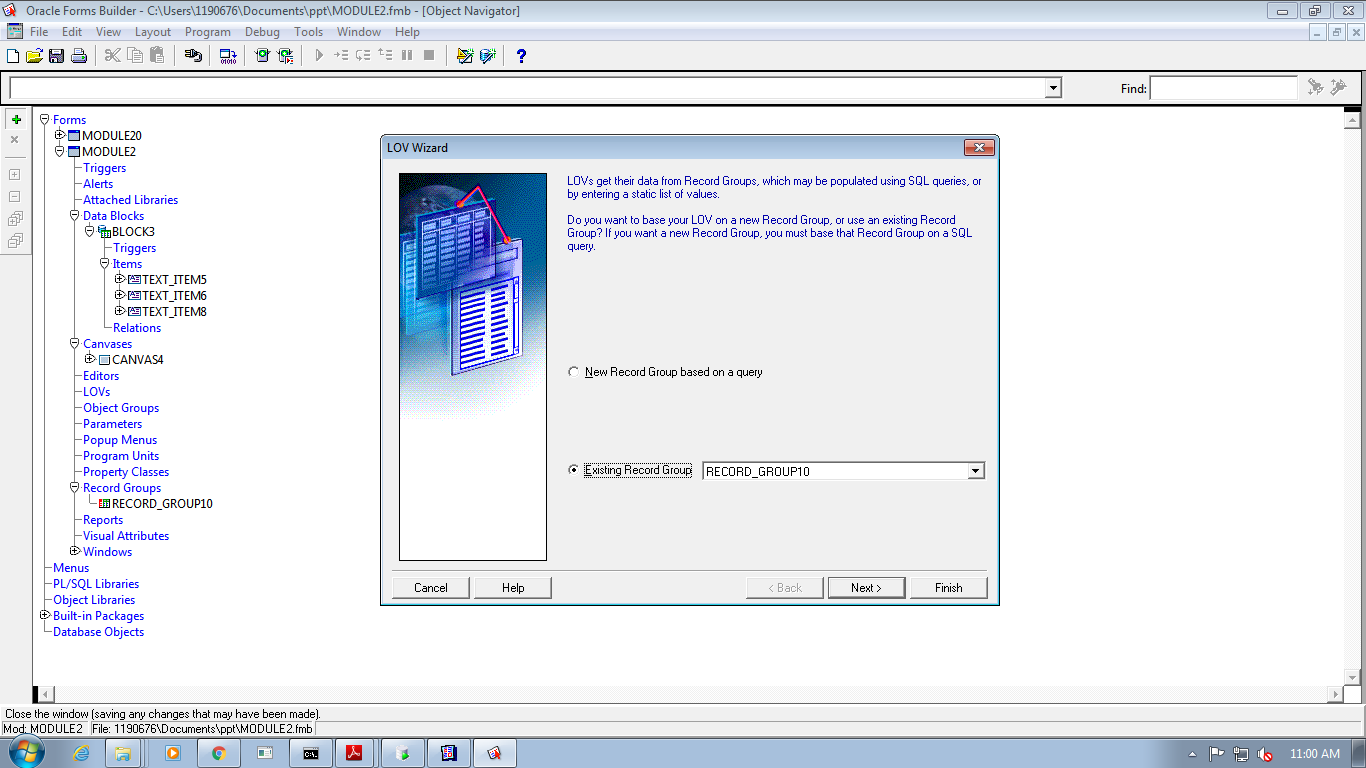 Oracle Forms Builder - C:\Users\1190676\Documents\ppt\MODULE2.fmb - [Object Navigator]
File Edit View Layout Program Debug Tools Window Help
Find:
Forms
MODULE20
MODULE2
Triggers
Alerts
Attached Libraries
Data Blocks
BLOCK3
Triggers
Items
TEXT_ITEM5
TEXT_ITEM6
TEXT_ITEM8
Relations
Canvases
CANVAS4
Editors
LOVs
Object Groups
Parameters
Popup Menus
Program Units
Property Classes
Record Groups
RECORD_GROUP10
Reports
Visual Attributes
Windows
Menus
PL/SQL Libraries
Object Libraries
Built-in Packages
Database Objects
LOV Wizard
LOVs get their data from Record Groups, which may be populated using SQL queries, or
by entering a static list of values.
Do you want to base your LOV on a new Record Group, or use an existing Record
Group? If you want a new Record Group, you must base that Record Group on a SQL
query.
New Record Group based on a query
Existing Record Group RECORD_GROUP10
Cancel Help < Back Next > Finish
Close the window (saving any changes that may have been made).
Mod: MODULE2 File: 1190676\Documents\ppt\MODULE2.fmb
11:00 AM